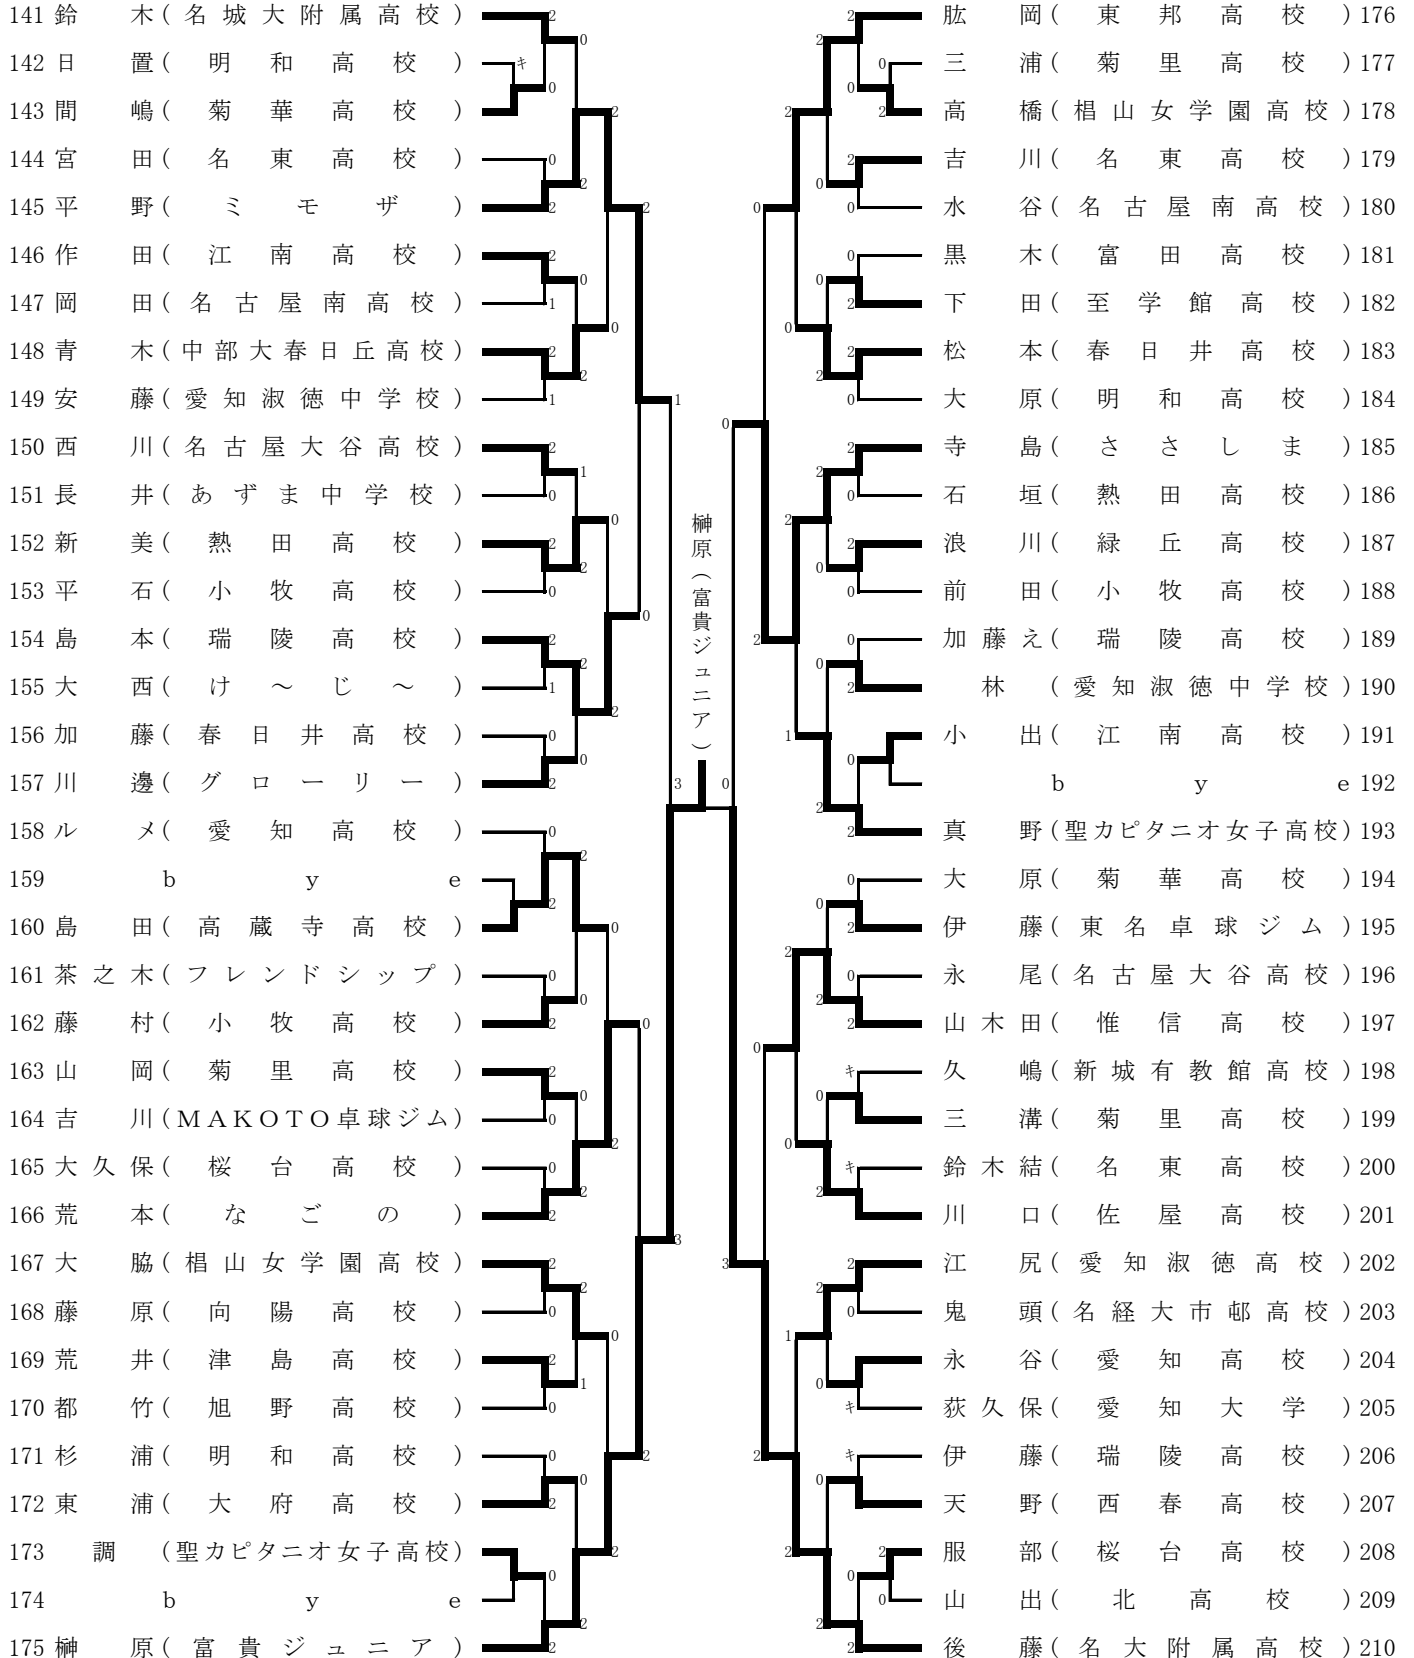 141 鈴木(名城大附属高校)
142 日置(明和高校)
143 間嶋(菊華高校)
144 宮田(名東高校)
145 平野(ミモザ)
146 作田(江南高校)
147 岡田(名古屋南高校)
148 青木(中部大春日丘高校)
149 安藤(愛知淑徳中学校)
150 西川(名古屋大谷高校)
151 長井(あずま中学校)
152 新美(熱田高校)
153 平石(小牧高校)
154 島本(瑞陵高校)
155 大西(け～じ～)
156 加藤(春日井高校)
157 川邊(グローリー)
158 ルメ(愛知高校)
159 bye
160 島田(高蔵寺高校)
161 茶之木(フレンドシップ)
162 藤村(小牧高校)
163 山岡(菊里高校)
164 吉川(MAKOTO卓球ジム)
165 大久保(桜台高校)
166 荒本(なごの)
167 大脇(椙山女学園高校)
168 藤原(向陽高校)
169 荒井(津島高校)
170 都竹(旭野高校)
171 杉浦(明和高校)
172 東浦(大府高校)
173 調(聖カピタニオ女子高校)
174 bye
175 榊原(富貴ジュニア)
榊原(富貴ジュニア)
3 0
肱岡(東邦高校)176
三浦(菊里高校)177
高橋(椙山女学園高校)178
吉川(名東高校)179
水谷(名古屋南高校)180
黒木(富田高校)181
下田(至学館高校)182
松本(春日井高校)183
大原(明和高校)184
寺島(ささしま)185
石垣(熱田高校)186
浪川(緑丘高校)187
前田(小牧高校)188
加藤え(瑞陵高校)189
林(愛知淑徳中学校)190
小出(江南高校)191
bye 192
真野(聖カピタニオ女子高校)193
大原(菊華高校)194
伊藤(東名卓球ジム)195
永尾(名古屋大谷高校)196
山木田(惟信高校)197
久嶋(新城有教館高校)198
三溝(菊里高校)199
鈴木結(名東高校)200
川口(佐屋高校)201
江尻(愛知淑徳高校)202
鬼頭(名経大市邨高校)203
永谷(愛知高校)204
荻久保(愛知大学)205
伊藤(瑞陵高校)206
天野(西春高校)207
服部(桜台高校)208
山出(北高校)209
後藤(名大附属高校)210